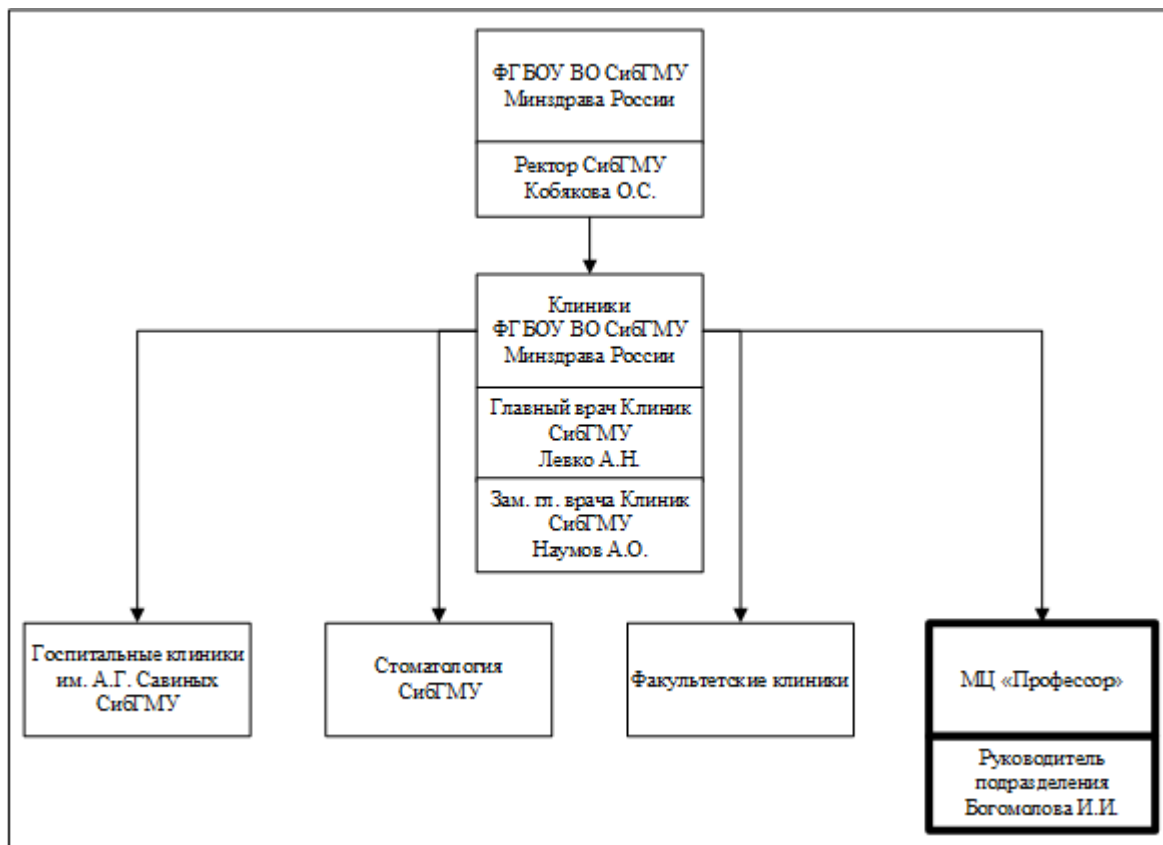 ФГБОУ ВО СибГМУ
Минздрава России
Ректор СибГМУ
Кобякова О.С.
Клиники
ФГБОУ ВО СибГМУ
Минздрава России
Главный врач Клиник
СибГМУ
Левко А.Н.
Зам. гл. врача Клиник
СибГМУ
Наумов А.О.
Госпитальные клиники
им. А.Г. Савиных
СибГМУ
Стоматология
СибГМУ
Факультетские клиники
МЦ «Профессор»
Руководитель
подразделения
Богомолова И.И.